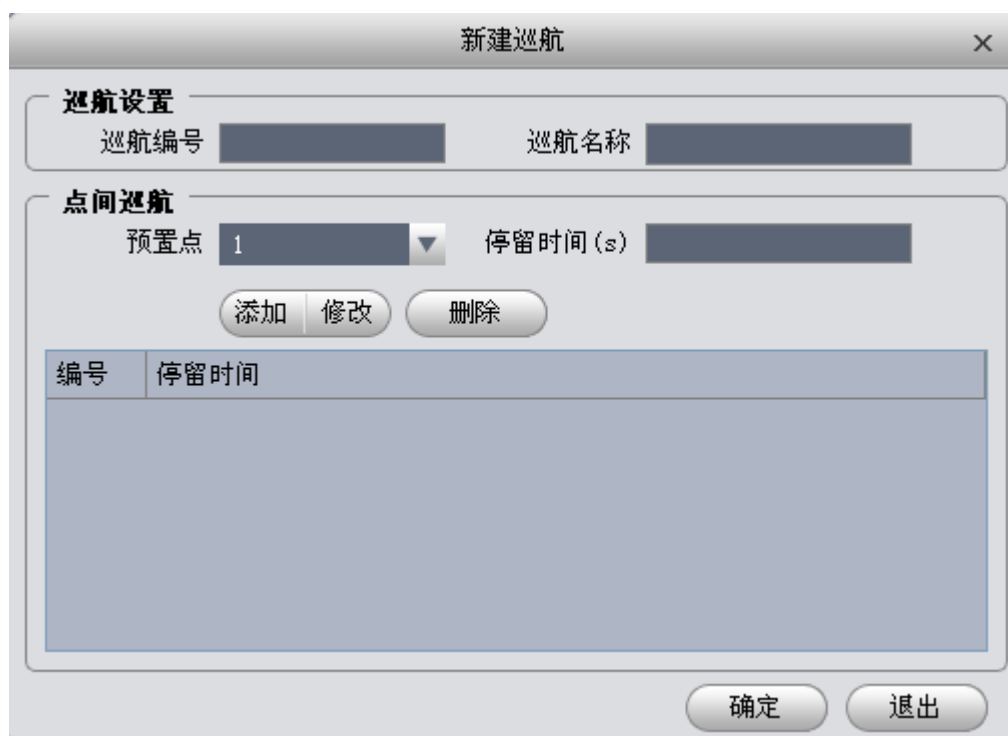 新建巡航
巡航设置
巡航编号 巡航名称
点间巡航
预置点 1 停留时间(s)
添加 修改 删除
编号 停留时间
确定 退出